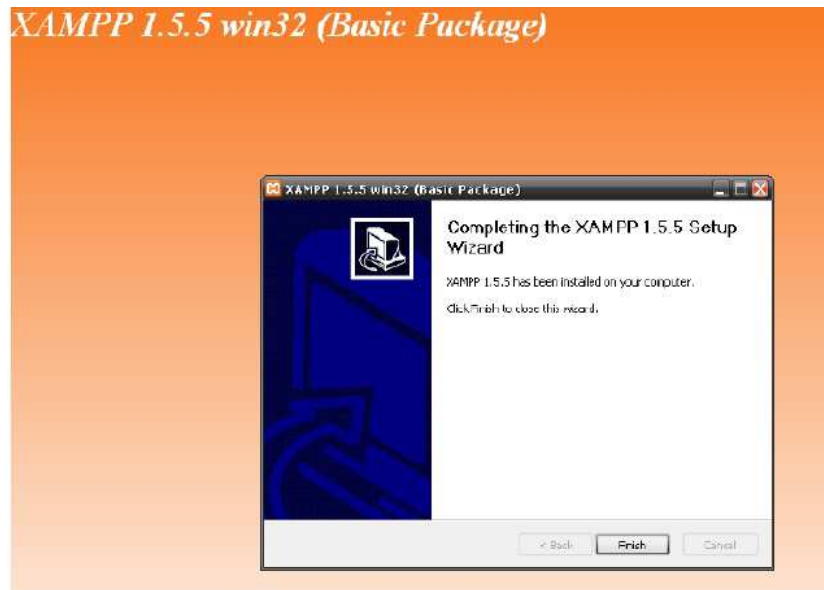 XAMPP 1.5.5 win32 (Basic Package)
XAMPP 1.5.5 win32 (Basic Package)
Completing the XAMPP 1.5.5 Setup
Wizard
XAMPP 1.5.5 has been installed on your computer.
Click Finish to close this wizard.
< Back Finish Cancel